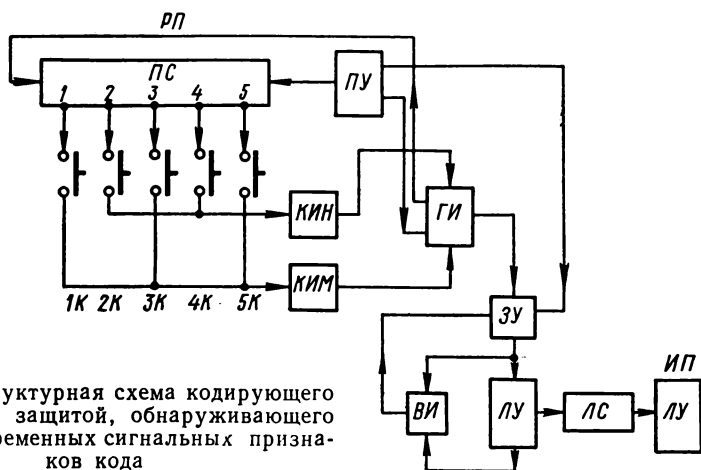 РП
ПС
1 2 3 4 5
ПУ
КИН
ГИ
КИМ
1К 2К 3К 4К 5К
ЗУ
ИП
ВИ
ЛУ
ЛС
ЛУ
уктурная схема кодирующего
защитой, обнаруживающего
ременных сигнальных призна-
ков кода